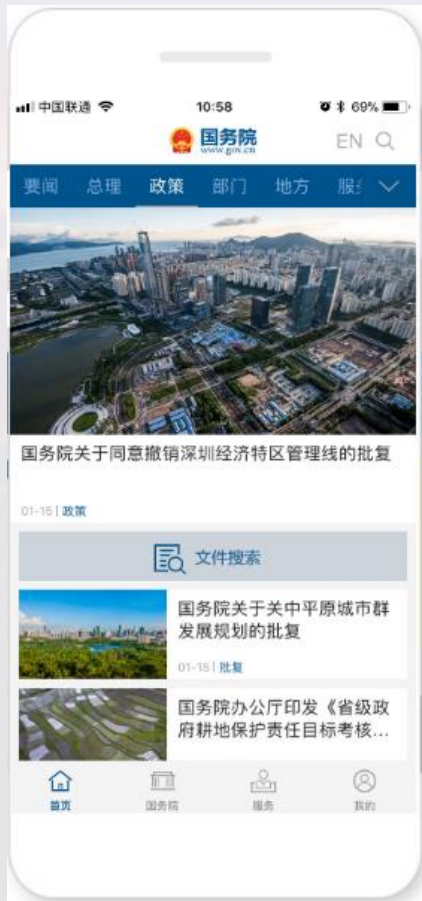 中国联通 10:58 69%
国务院
www.gov.cn
EN
要闻 总理 政策 部门 地方 服
国务院关于同意撤销深圳经济特区管理线的批复
01-15 | 政策
文件搜索
国务院关于关中平原城市群
发展规划的批复
01-15 | 批复
国务院办公厅印发《省级政
府耕地保护责任目标考核...
首页 国务院 服务 我的